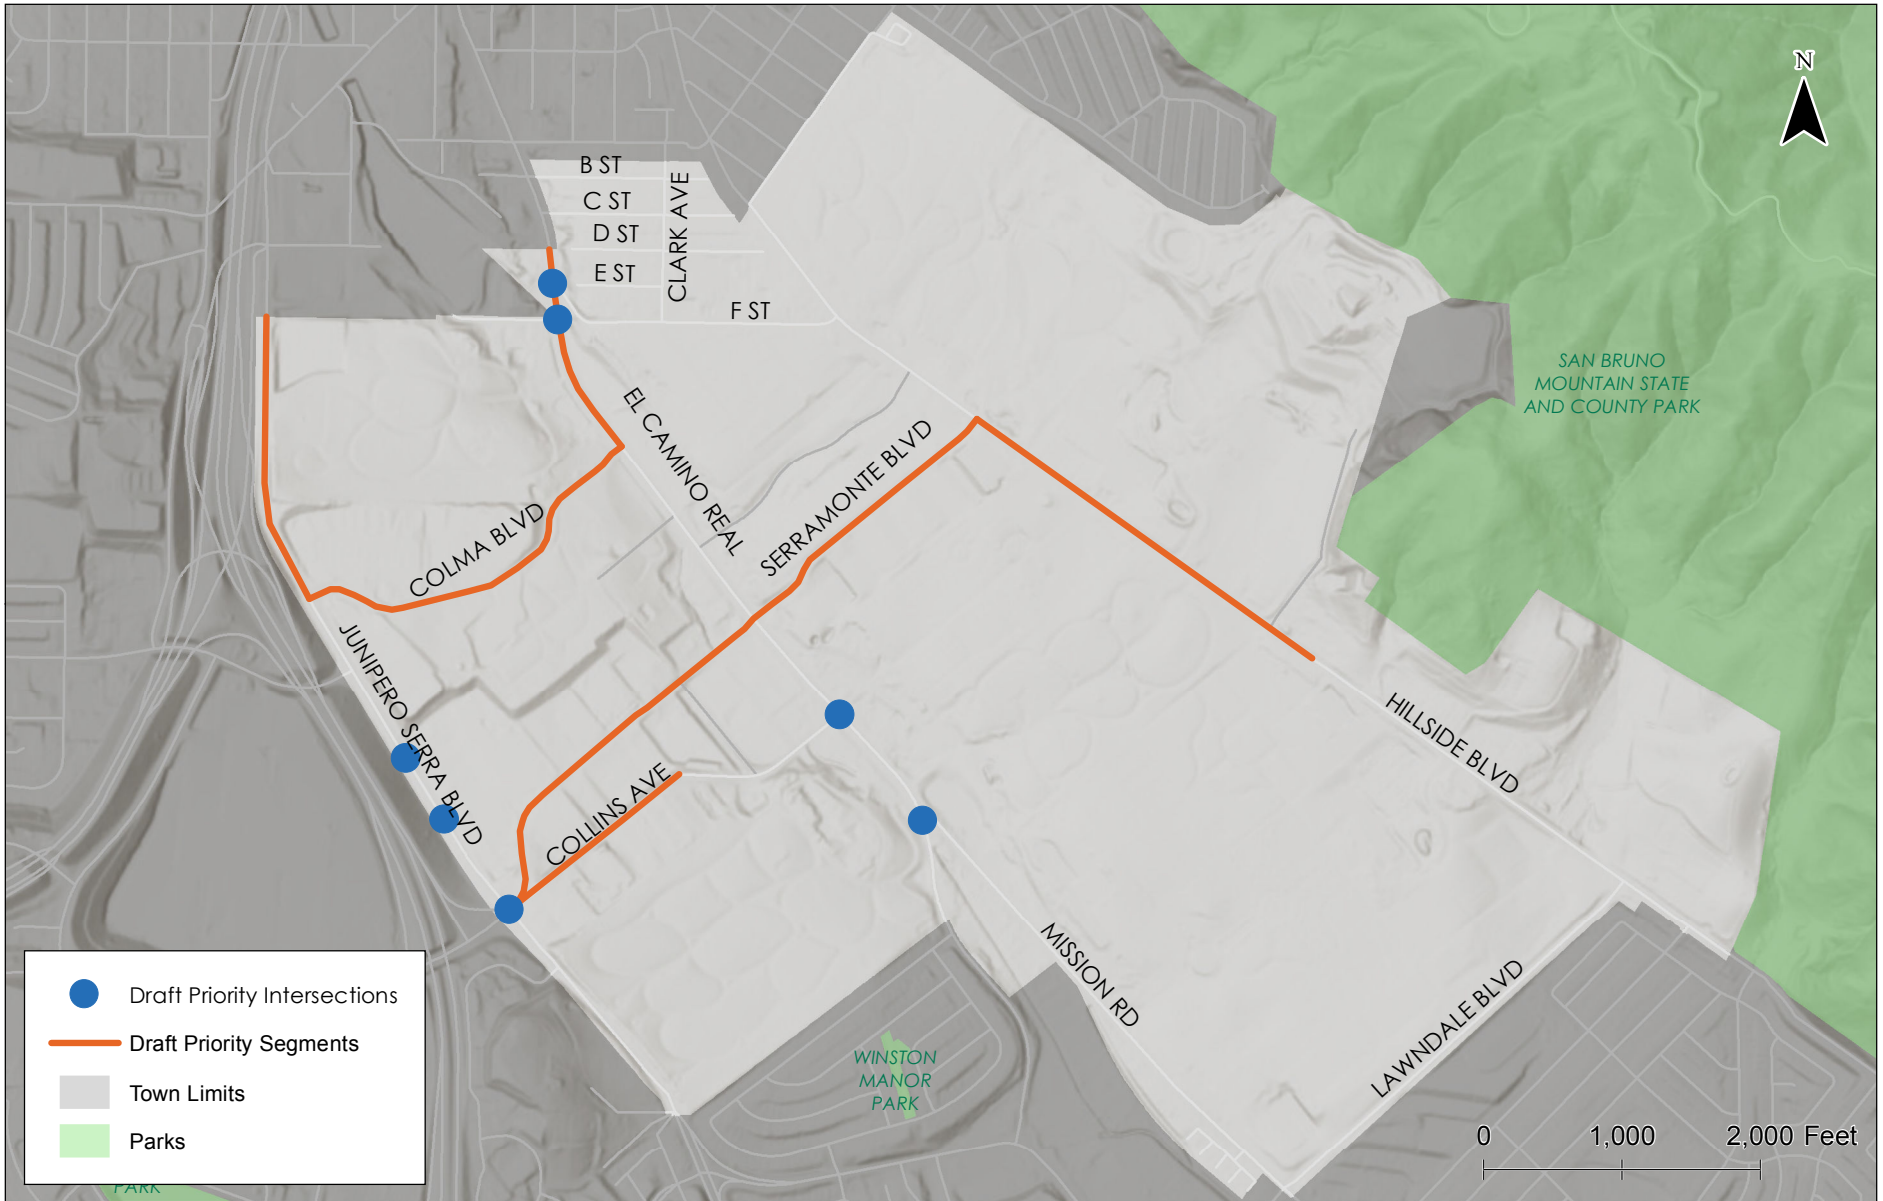 N
B ST
C ST
D ST
E ST
CLARK AVE
F ST
SAN BRUNO
MOUNTAIN STATE
AND COUNTY PARK
EL CAMINO REAL
SERRAMONTE BLVD
COLMA BLVD
JUNIPERO SERRA BLVD
COLLINS AVE
HILLSIDE BLVD
MISSION RD
LAWNDALE BLVD
WINSTON
MANOR
PARK
Draft Priority Intersections
Draft Priority Segments
Town Limits
Parks
PARK
0 1,000 2,000 Feet